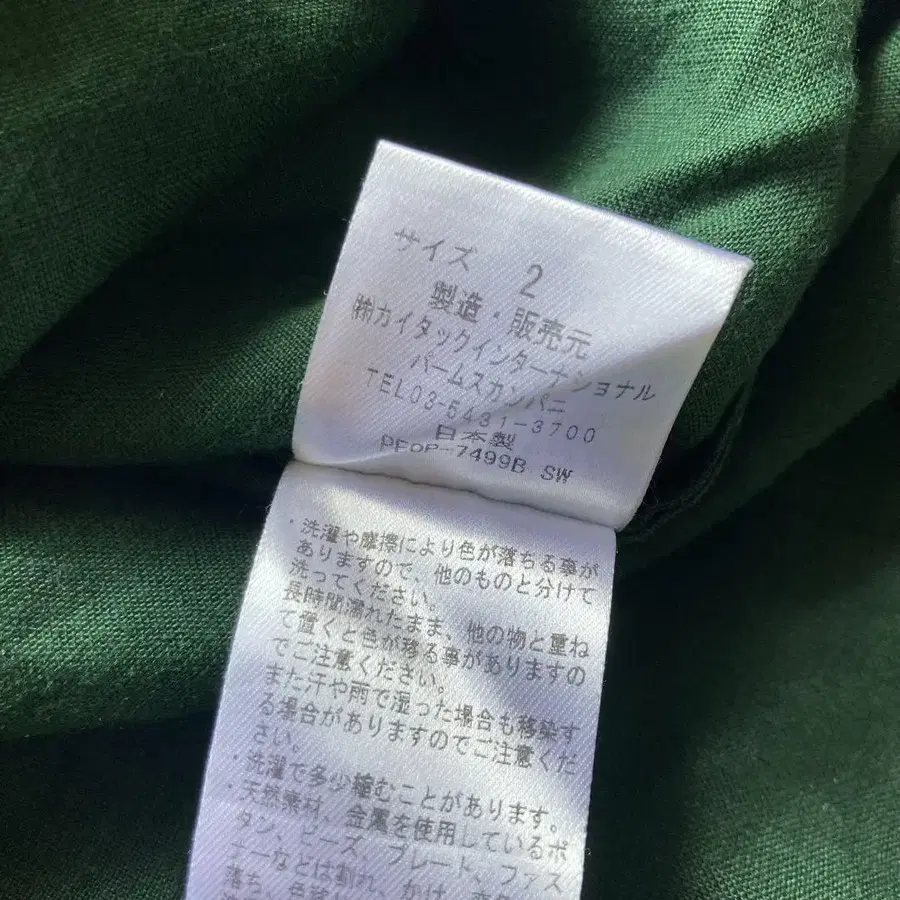 サイズ 2
製造・販売元
㈱カイタックインターナショナル
パームスカンパニ
TEL03-5431-3700
日本製
PFoP-7499B SW
・洗濯や摩擦により色が落ちる事が
ありますので、他のものと分けて
洗ってください。
長時間濡れたまま、他の物と重ね
て置くと色が移る事がありますの
でご注意ください。
また汗や雨で湿った場合も移染す
る場合がありますのでご注意くだ
さい。
・洗濯で多少縮むことがあります。
・天然素材、金属を使用しているボ
タン、ビーズ、プレート、ファス
ナーなどは割れ、かけ、
落ち、